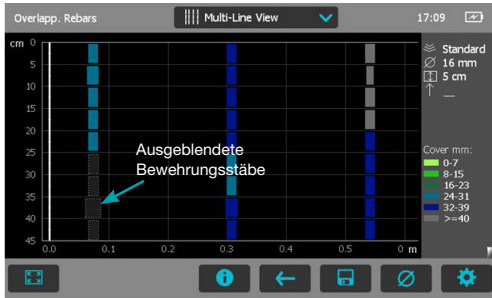 Overlapp. Rebars
Multi-Line View
17:09
cm 0
5
10
15
20
25
30
35
40
45
0.0 0.1 0.2 0.3 0.4 0.5 0 m
Ausgeblendete
Bewehrungsstäbe
Standard
16 mm
5 cm
Cover mm:
0-7
8-15
16-23
24-31
32-39
>=40